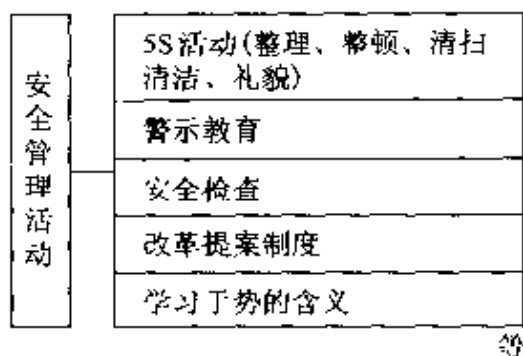 安全管理活动
5S活动(整理、整顿、清扫
清洁、礼貌)
警示教育
安全检查
改革提案制度
学习于势的含义
等